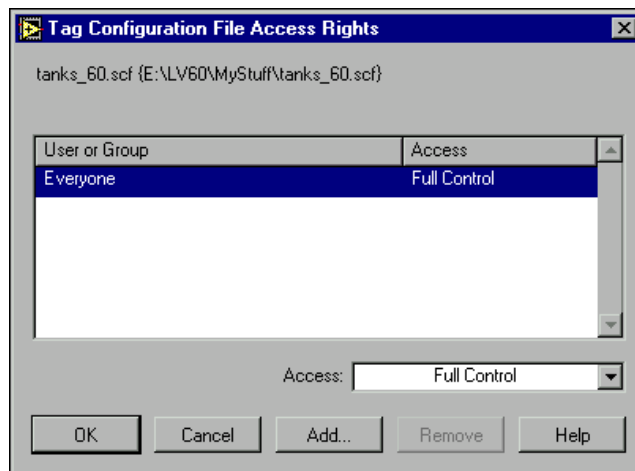 Tag Configuration File Access Rights
tanks_60.scf {E:\LV60\MyStuff\tanks_60.scf}
User or Group Access
Everyone Full Control
Access: Full Control
OK Cancel Add... Remove Help